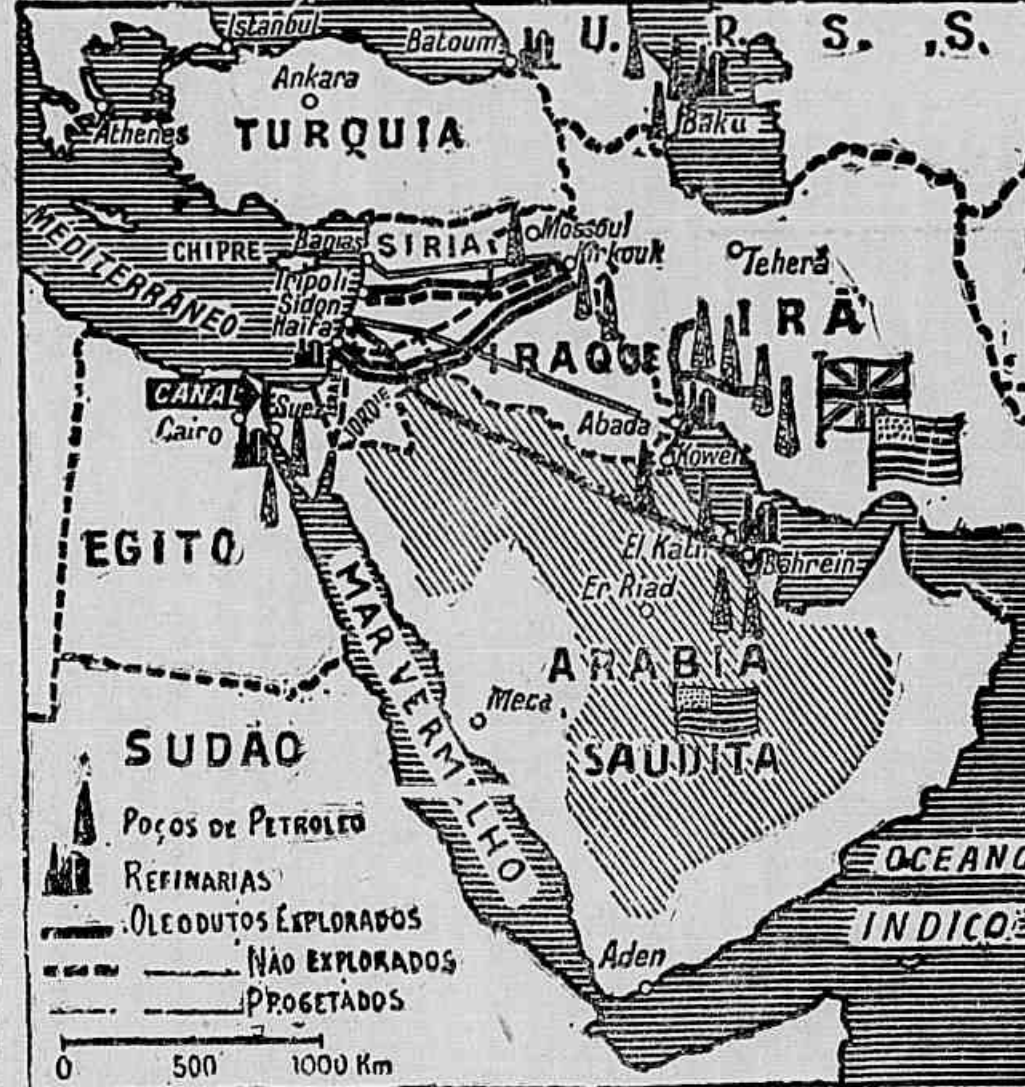 Istanbul
Batoum
U. R. S. S.
Ankara
Baku
Athenes
TURQUIA
MEDITERRANEO
CHIPRE
Banias
SIRIA
Mossoul
Kirkouk
Teherã
Tripoli
Sidon
Haifa
IRÃ
IRAQUE
CANAL
Suez
JORDIE
Cairo
Abadã
Koweit
EGITO
El Katif
Bahrein
Er Riad
MAR VERMELHO
ARABIA
Meca
SAUDITA
SUDÃO
POÇOS DE PETROLEO
REFINARIAS
OLEODUTOS EXPLORADOS
NÃO EXPLORADOS
PROGETADOS
OCEANO
INDICO
Aden
0 500 1000 Km